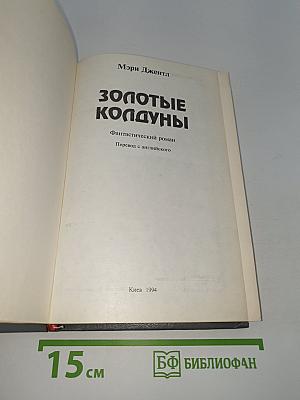 Мэри Джентл
ЗОЛОТЫЕ
КОЛДУНЫ
Фантастический роман
Перевод с английского
Киев 1994
15 см
БФ БИБЛИОФАН